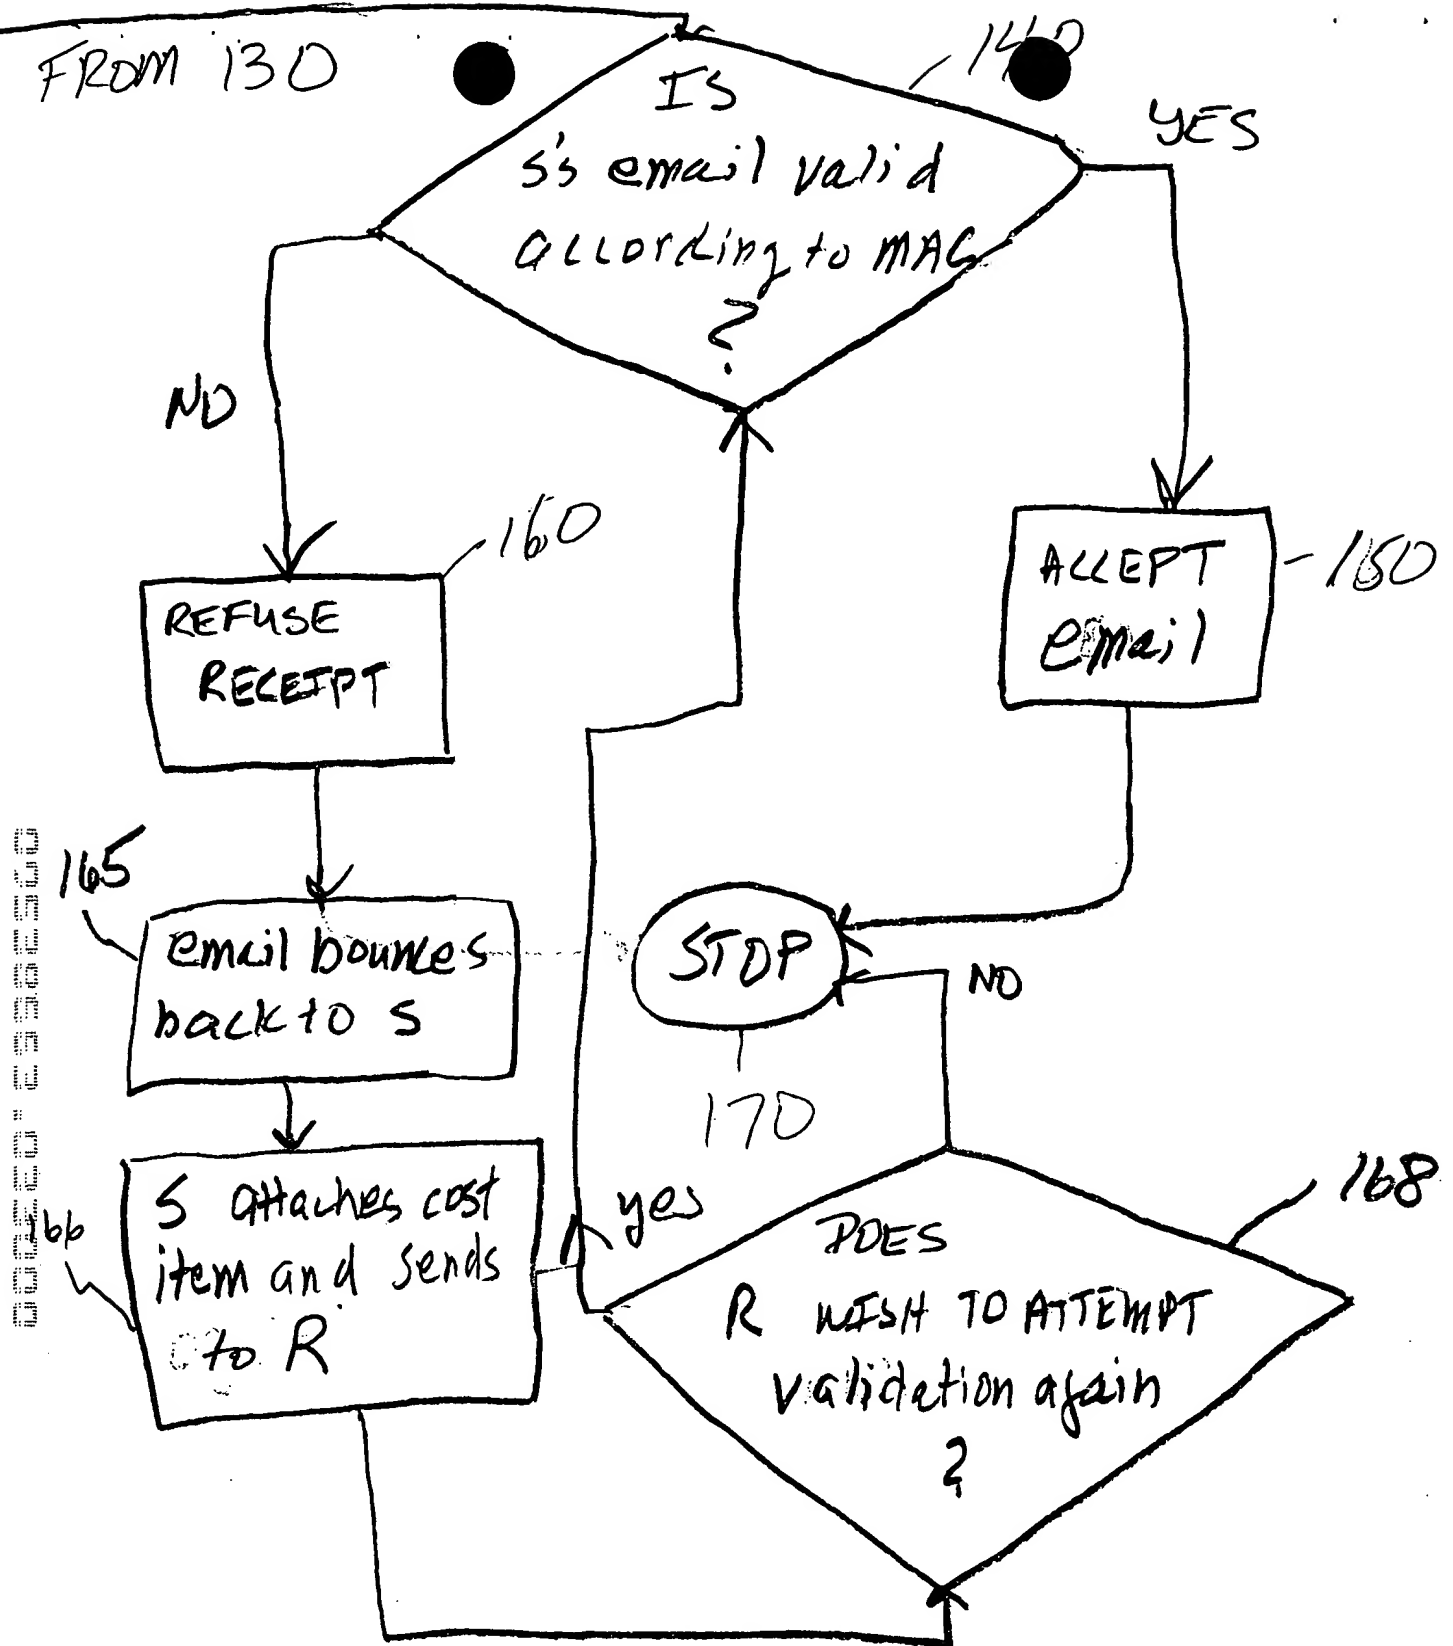 FROM 130
140
YES
IS
s's email valid
according to MAC
?
NO
160
REFUSE
RECEIPT
ACCEPT
email
150
165
email bounces
back to S
STOP
NO
170
166
S attaches cost
item and sends
to R
yes
168
DOES
R WISH TO ATTEMPT
validation again
?